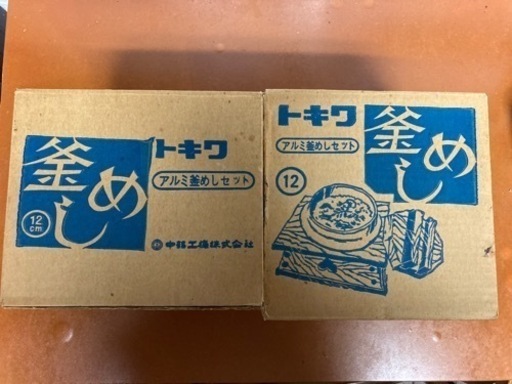 釜めし
トキワ
アルミ釜めしセット
12cm
中部工機株式会社
トキワ
アルミ釜めしセット
12
釜めし